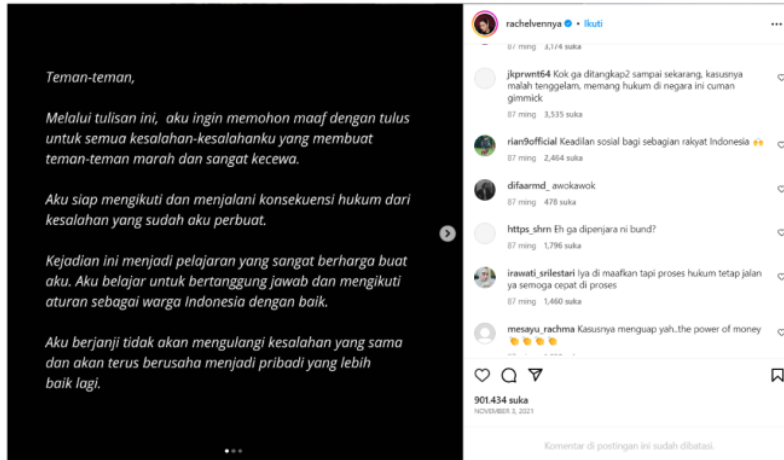 Teman-teman,
Melalui tulisan ini, aku ingin memohon maaf dengan tulus
untuk semua kesalahan-kesalahanku yang membuat
teman-teman marah dan sangat kecewa.
Aku siap mengikuti dan menjalani konsekuensi hukum dari
kesalahan yang sudah aku perbuat.
Kejadian ini menjadi pelajaran yang sangat berharga buat
aku. Aku belajar untuk bertanggung jawab dan mengikuti
aturan sebagai warga Indonesia dengan baik.
Aku berjanji tidak akan mengulangi kesalahan yang sama
dan akan terus berusaha menjadi pribadi yang lebih
baik lagi.
rachelvennya • Ikuti
87 ming 3,174 suka
jkprwnt64 Kok ga ditangkap2 sampai sekarang, kasusnya
malah tenggelam, memang hukum di negara ini cuman
gimmick
87 ming 3,535 suka
rian9official Keadilan sosial bagi sebagian rakyat Indonesia 🙌
87 ming 2,464 suka
difaarmd_ awokawok
87 ming 478 suka
https_shrn Eh ga dipenjara ni bund?
87 ming 1,796 suka
irawati_srilestari Iya di maafkan tapi proses hukum tetap jalan
ya semoga cepat di proses
87 ming 1,460 suka
mesayu_rachma Kasusnya menguap yah..the power of money
👏👏👏👏
901.434 suka
NOVEMBER 3, 2021
Komentar di postingan ini sudah dibatasi.